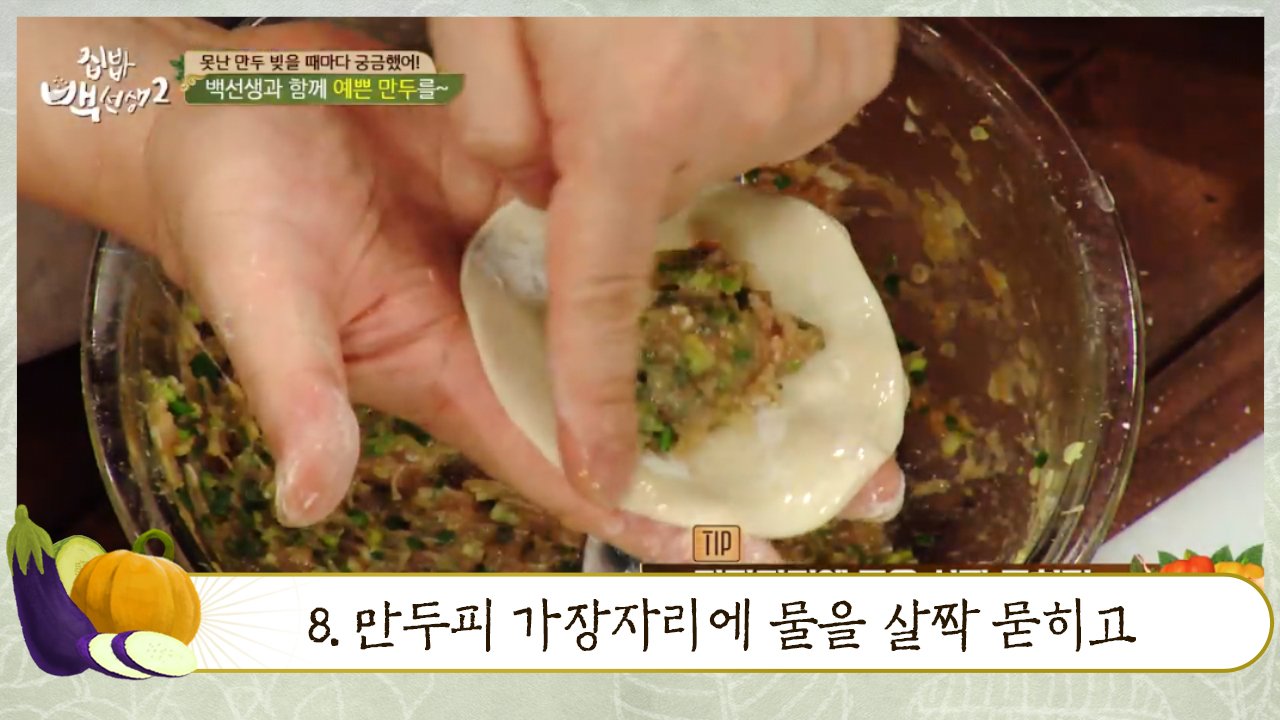 집밥
백선생2
못난 만두 빚을 때마다 궁금했어!
백선생과 함께 예쁜 만두를~
TIP
8. 만두피 가장자리에 물을 살짝 묻히고